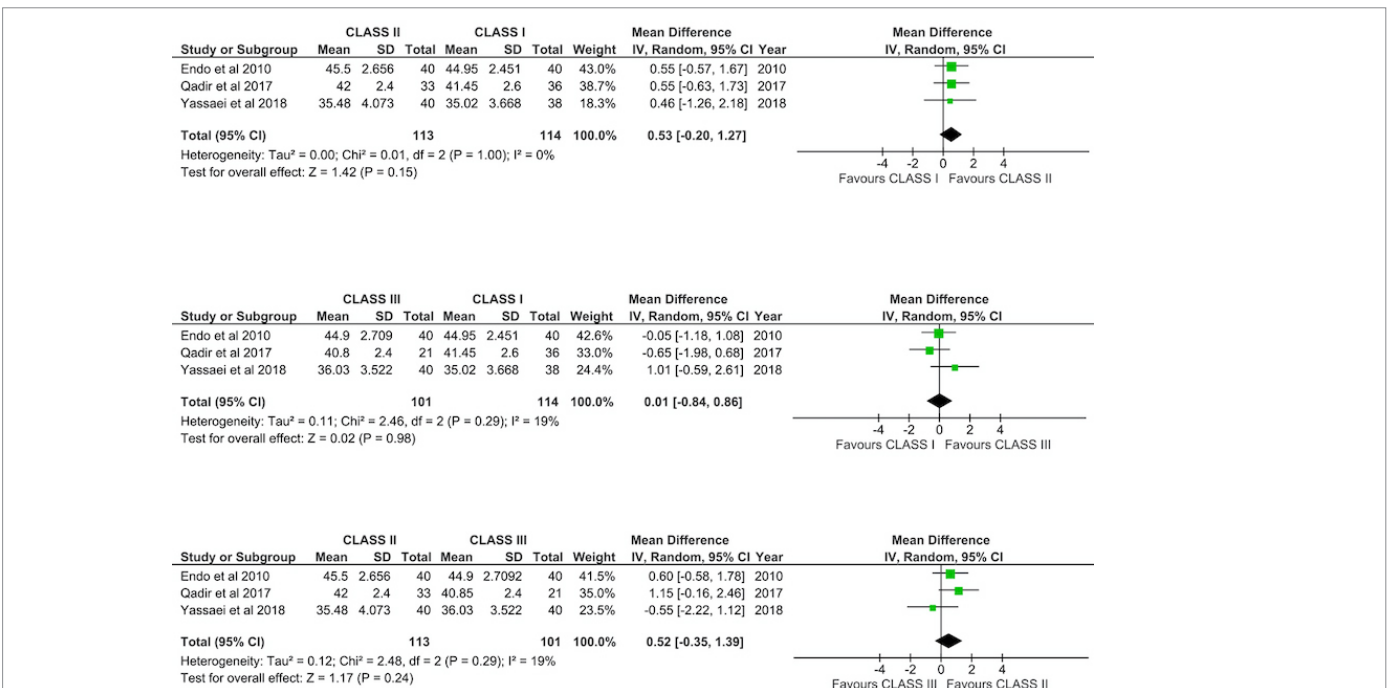 CLASS II CLASS I Mean Difference Mean Difference
Study or Subgroup Mean SD Total Mean SD Total Weight IV, Random, 95% CI Year IV, Random, 95% CI
Endo et al 2010 45.5 2.656 40 44.95 2.451 40 43.0% 0.55 [-0.57, 1.67] 2010
Qadir et al 2017 42 2.4 33 41.45 2.6 36 38.7% 0.55 [-0.63, 1.73] 2017
Yassaei et al 2018 35.48 4.073 40 35.02 3.668 38 18.3% 0.46 [-1.26, 2.18] 2018
Total (95% CI) 113 114 100.0% 0.53 [-0.20, 1.27]
Heterogeneity: Tau² = 0.00; Chi² = 0.01, df = 2 (P = 1.00); I² = 0%
Test for overall effect: Z = 1.42 (P = 0.15)
-4 -2 0 2 4
Favours CLASS I Favours CLASS II
CLASS III CLASS I Mean Difference Mean Difference
Study or Subgroup Mean SD Total Mean SD Total Weight IV, Random, 95% CI Year IV, Random, 95% CI
Endo et al 2010 44.9 2.709 40 44.95 2.451 40 42.6% -0.05 [-1.18, 1.08] 2010
Qadir et al 2017 40.8 2.4 21 41.45 2.6 36 33.0% -0.65 [-1.98, 0.68] 2017
Yassaei et al 2018 36.03 3.522 40 35.02 3.668 38 24.4% 1.01 [-0.59, 2.61] 2018
Total (95% CI) 101 114 100.0% 0.01 [-0.84, 0.86]
Heterogeneity: Tau² = 0.11; Chi² = 2.46, df = 2 (P = 0.29); I² = 19%
Test for overall effect: Z = 0.02 (P = 0.98)
-4 -2 0 2 4
Favours CLASS I Favours CLASS III
CLASS II CLASS III Mean Difference Mean Difference
Study or Subgroup Mean SD Total Mean SD Total Weight IV, Random, 95% CI Year IV, Random, 95% CI
Endo et al 2010 45.5 2.656 40 44.9 2.7092 40 41.5% 0.60 [-0.58, 1.78] 2010
Qadir et al 2017 42 2.4 33 40.85 2.4 21 35.0% 1.15 [-0.16, 2.46] 2017
Yassaei et al 2018 35.48 4.073 40 36.03 3.522 40 23.5% -0.55 [-2.22, 1.12] 2018
Total (95% CI) 113 101 100.0% 0.52 [-0.35, 1.39]
Heterogeneity: Tau² = 0.12; Chi² = 2.48, df = 2 (P = 0.29); I² = 19%
Test for overall effect: Z = 1.17 (P = 0.24)
-4 -2 0 2 4
Favours CLASS III Favours CLASS II